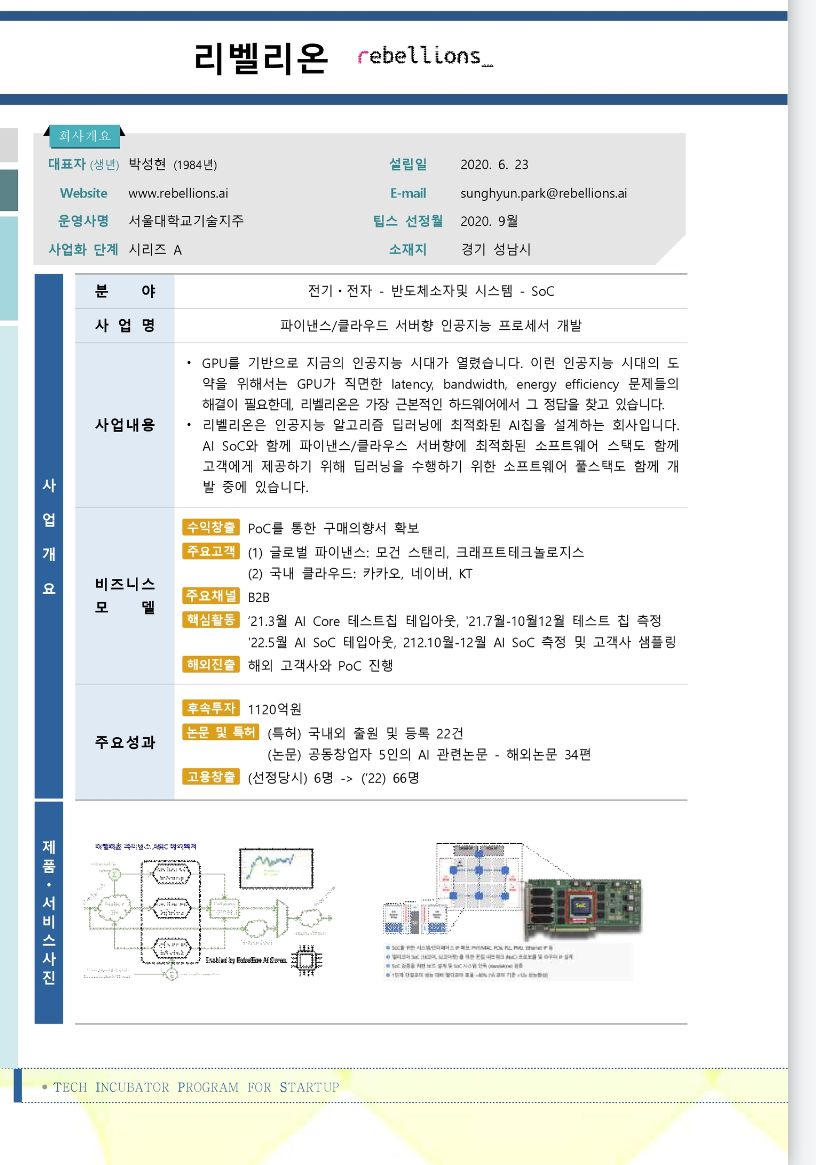 리벨리온 rebellions_
회사개요
대표자 (생년) 박성현 (1984년) 설립일 2020. 6. 23
Website www.rebellions.ai E-mail sunghyun.park@rebellions.ai
운영사명 서울대학교기술지주 팁스 선정월 2020. 9월
사업화 단계 시리즈 A 소재지 경기 성남시
사업개요
분 야 전기・전자 - 반도체소자및 시스템 - SoC
사 업 명 파이낸스/클라우드 서버향 인공지능 프로세서 개발
사업내용
• GPU를 기반으로 지금의 인공지능 시대가 열렸습니다. 이런 인공지능 시대의 도
약을 위해서는 GPU가 직면한 latency, bandwidth, energy efficiency 문제들의
해결이 필요한데, 리벨리온은 가장 근본적인 하드웨어에서 그 정답을 찾고 있습니다.
• 리벨리온은 인공지능 알고리즘 딥러닝에 최적화된 AI칩을 설계하는 회사입니다.
AI SoC와 함께 파이낸스/클라우스 서버향에 최적화된 소프트웨어 스택도 함께
고객에게 제공하기 위해 딥러닝을 수행하기 위한 소프트웨어 풀스택도 함께 개
발 중에 있습니다.
비즈니스
모 델
수익창출 PoC를 통한 구매의향서 확보
주요고객 (1) 글로벌 파이낸스: 모건 스탠리, 크래프트테크놀로지스
(2) 국내 클라우드: 카카오, 네이버, KT
주요채널 B2B
핵심활동 '21.3월 AI Core 테스트칩 테입아웃, '21.7월-10월12월 테스트 칩 측정
'22.5월 AI SoC 테입아웃, 212.10월-12월 AI SoC 측정 및 고객사 샘플링
해외진출 해외 고객사와 PoC 진행
주요성과
후속투자 1120억원
논문 및 특허 (특허) 국내외 출원 및 등록 22건
(논문) 공동창업자 5인의 AI 관련논문 - 해외논문 34편
고용창출 (선정당시) 6명 -> ('22) 66명
제품・서비스사진
Enabled by Rebellion AI Cores.
SoC
• TECH INCUBATOR PROGRAM FOR STARTUP